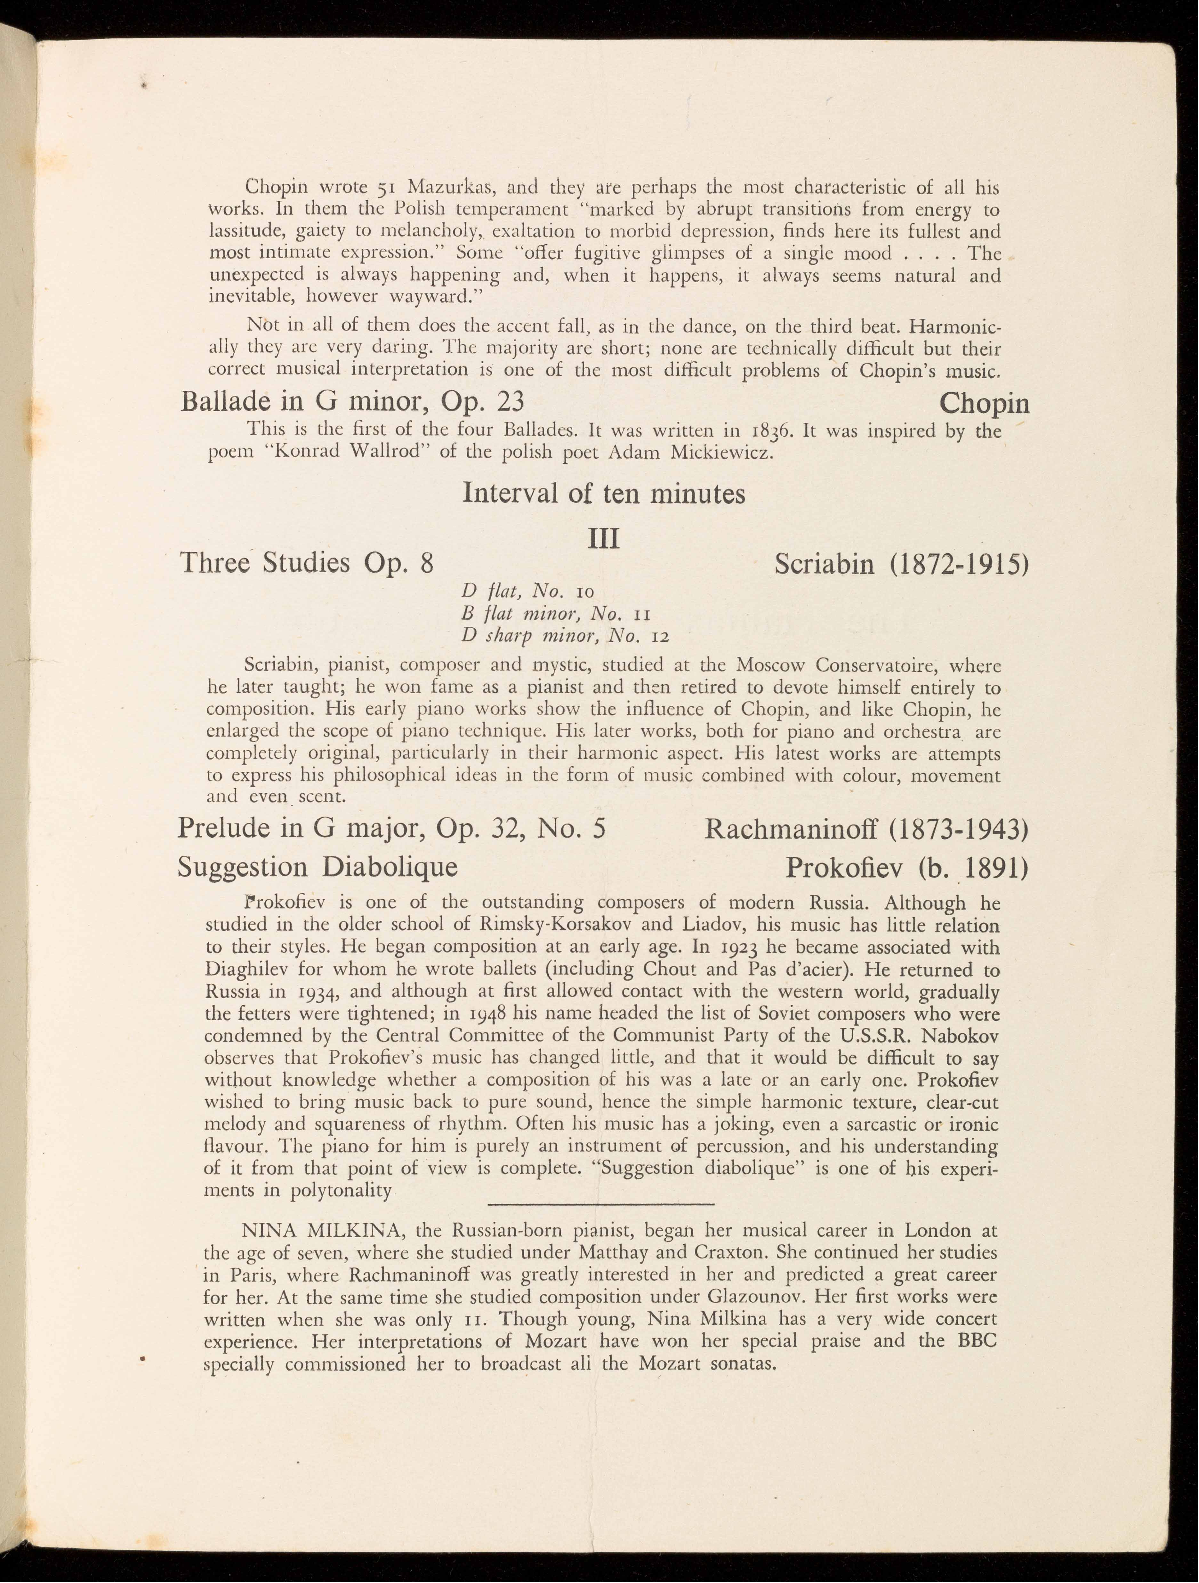 Chopin wrote 51 Mazurkas, and they are perhaps the most characteristic of all his
works. In them the Polish temperament "marked by abrupt transitions from energy to
lassitude, gaiety to melancholy, exaltation to morbid depression, finds here its fullest and
most intimate expression." Some "offer fugitive glimpses of a single mood . . . . The
unexpected is always happening and, when it happens, it always seems natural and
inevitable, however wayward."
Not in all of them does the accent fall, as in the dance, on the third beat. Harmonic-
ally they are very daring. The majority are short; none are technically difficult but their
correct musical interpretation is one of the most difficult problems of Chopin's music.
Ballade in G minor, Op. 23 Chopin
This is the first of the four Ballades. It was written in 1836. It was inspired by the
poem "Konrad Wallrod" of the polish poet Adam Mickiewicz.
Interval of ten minutes
III
Three Studies Op. 8 Scriabin (1872-1915)
D flat, No. 10
B flat minor, No. 11
D sharp minor, No. 12
Scriabin, pianist, composer and mystic, studied at the Moscow Conservatoire, where
he later taught; he won fame as a pianist and then retired to devote himself entirely to
composition. His early piano works show the influence of Chopin, and like Chopin, he
enlarged the scope of piano technique. His later works, both for piano and orchestra are
completely original, particularly in their harmonic aspect. His latest works are attempts
to express his philosophical ideas in the form of music combined with colour, movement
and even scent.
Prelude in G major, Op. 32, No. 5 Rachmaninoff (1873-1943)
Suggestion Diabolique Prokofiev (b. 1891)
Prokofiev is one of the outstanding composers of modern Russia. Although he
studied in the older school of Rimsky-Korsakov and Liadov, his music has little relation
to their styles. He began composition at an early age. In 1923 he became associated with
Diaghilev for whom he wrote ballets (including Chout and Pas d'acier). He returned to
Russia in 1934, and although at first allowed contact with the western world, gradually
the fetters were tightened; in 1948 his name headed the list of Soviet composers who were
condemned by the Central Committee of the Communist Party of the U.S.S.R. Nabokov
observes that Prokofiev's music has changed little, and that it would be difficult to say
without knowledge whether a composition of his was a late or an early one. Prokofiev
wished to bring music back to pure sound, hence the simple harmonic texture, clear-cut
melody and squareness of rhythm. Often his music has a joking, even a sarcastic or ironic
flavour. The piano for him is purely an instrument of percussion, and his understanding
of it from that point of view is complete. "Suggestion diabolique" is one of his experi-
ments in polytonality
NINA MILKINA, the Russian-born pianist, began her musical career in London at
the age of seven, where she studied under Matthay and Craxton. She continued her studies
in Paris, where Rachmaninoff was greatly interested in her and predicted a great career
for her. At the same time she studied composition under Glazounov. Her first works were
written when she was only 11. Though young, Nina Milkina has a very wide concert
experience. Her interpretations of Mozart have won her special praise and the BBC
specially commissioned her to broadcast all the Mozart sonatas.